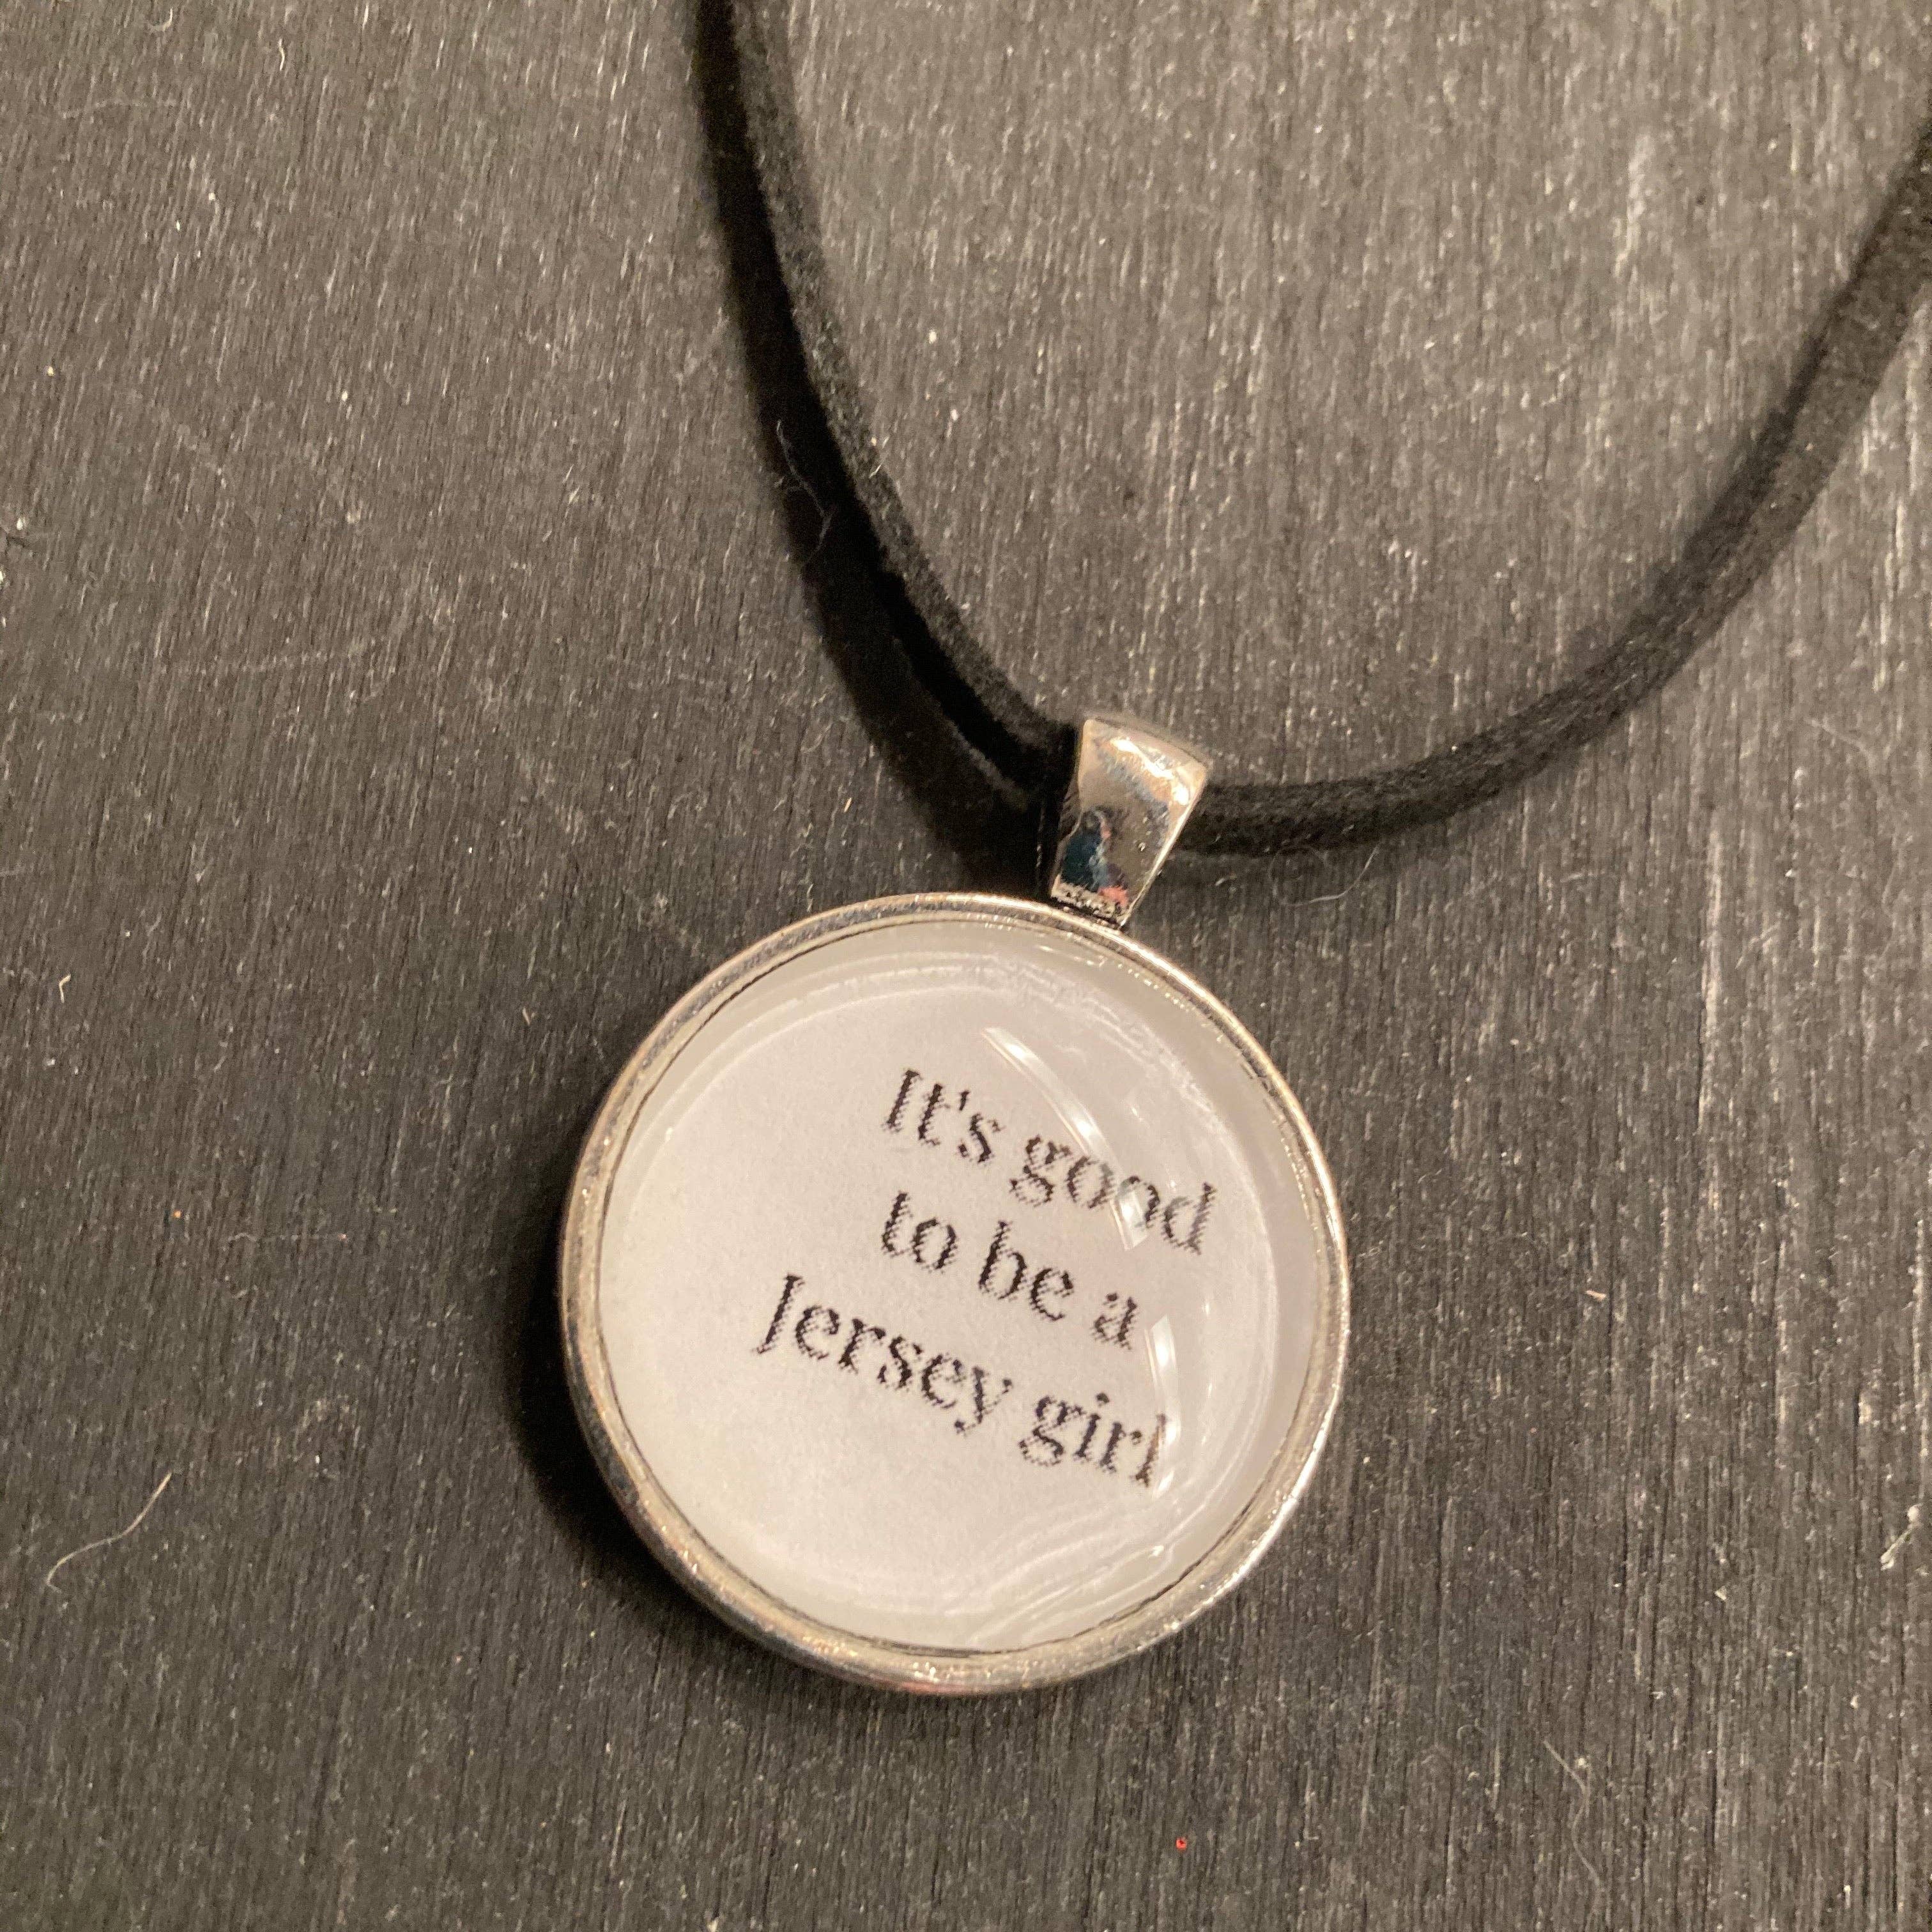 It's good
to be a
Jersey girl